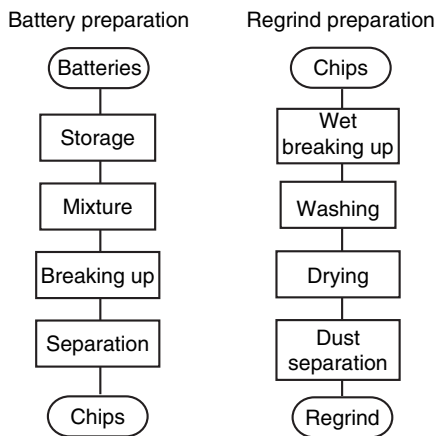 Battery preparation
Batteries
Storage
Mixture
Breaking up
Separation
Chips
Regrind preparation
Chips
Wet
breaking up
Washing
Drying
Dust
separation
Regrind